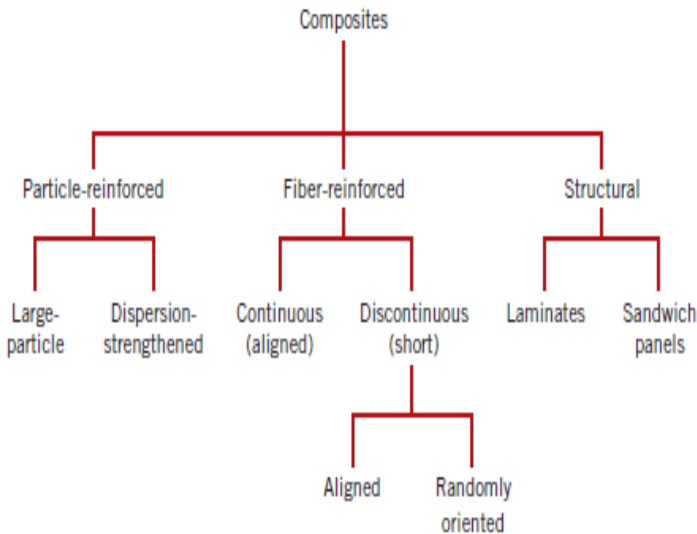 Composites
Particle-reinforced
Fiber-reinforced
Structural
Large-
particle
Dispersion-
strengthened
Continuous
(aligned)
Discontinuous
(short)
Laminates
Sandwich
panels
Aligned
Randomly
oriented